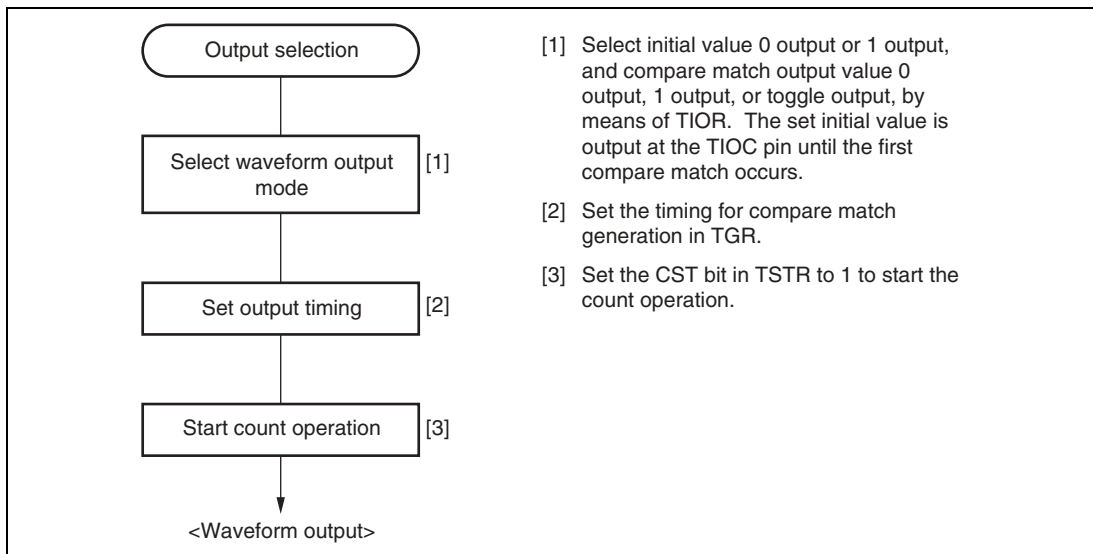 Output selection
Select waveform output
mode
[1]
Set output timing
[2]
Start count operation
[3]
<Waveform output>
[1] Select initial value 0 output or 1 output,
and compare match output value 0
output, 1 output, or toggle output, by
means of TIOR. The set initial value is
output at the TIOC pin until the first
compare match occurs.
[2] Set the timing for compare match
generation in TGR.
[3] Set the CST bit in TSTR to 1 to start the
count operation.